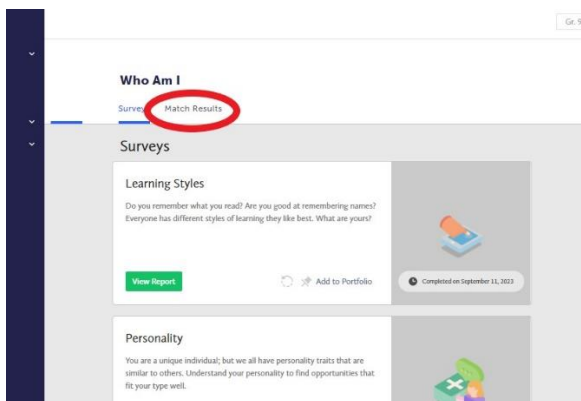 Gr. 9
Who Am I
Surveys Match Results
Surveys
Learning Styles
Do you remember what you read? Are you good at remembering names?
Everyone has different styles of learning they like best. What are yours?
View Report Add to Portfolio Completed on September 11, 2023
Personality
You are a unique individual; but we all have personality traits that are
similar to others. Understand your personality to find opportunities that
fit your type well.